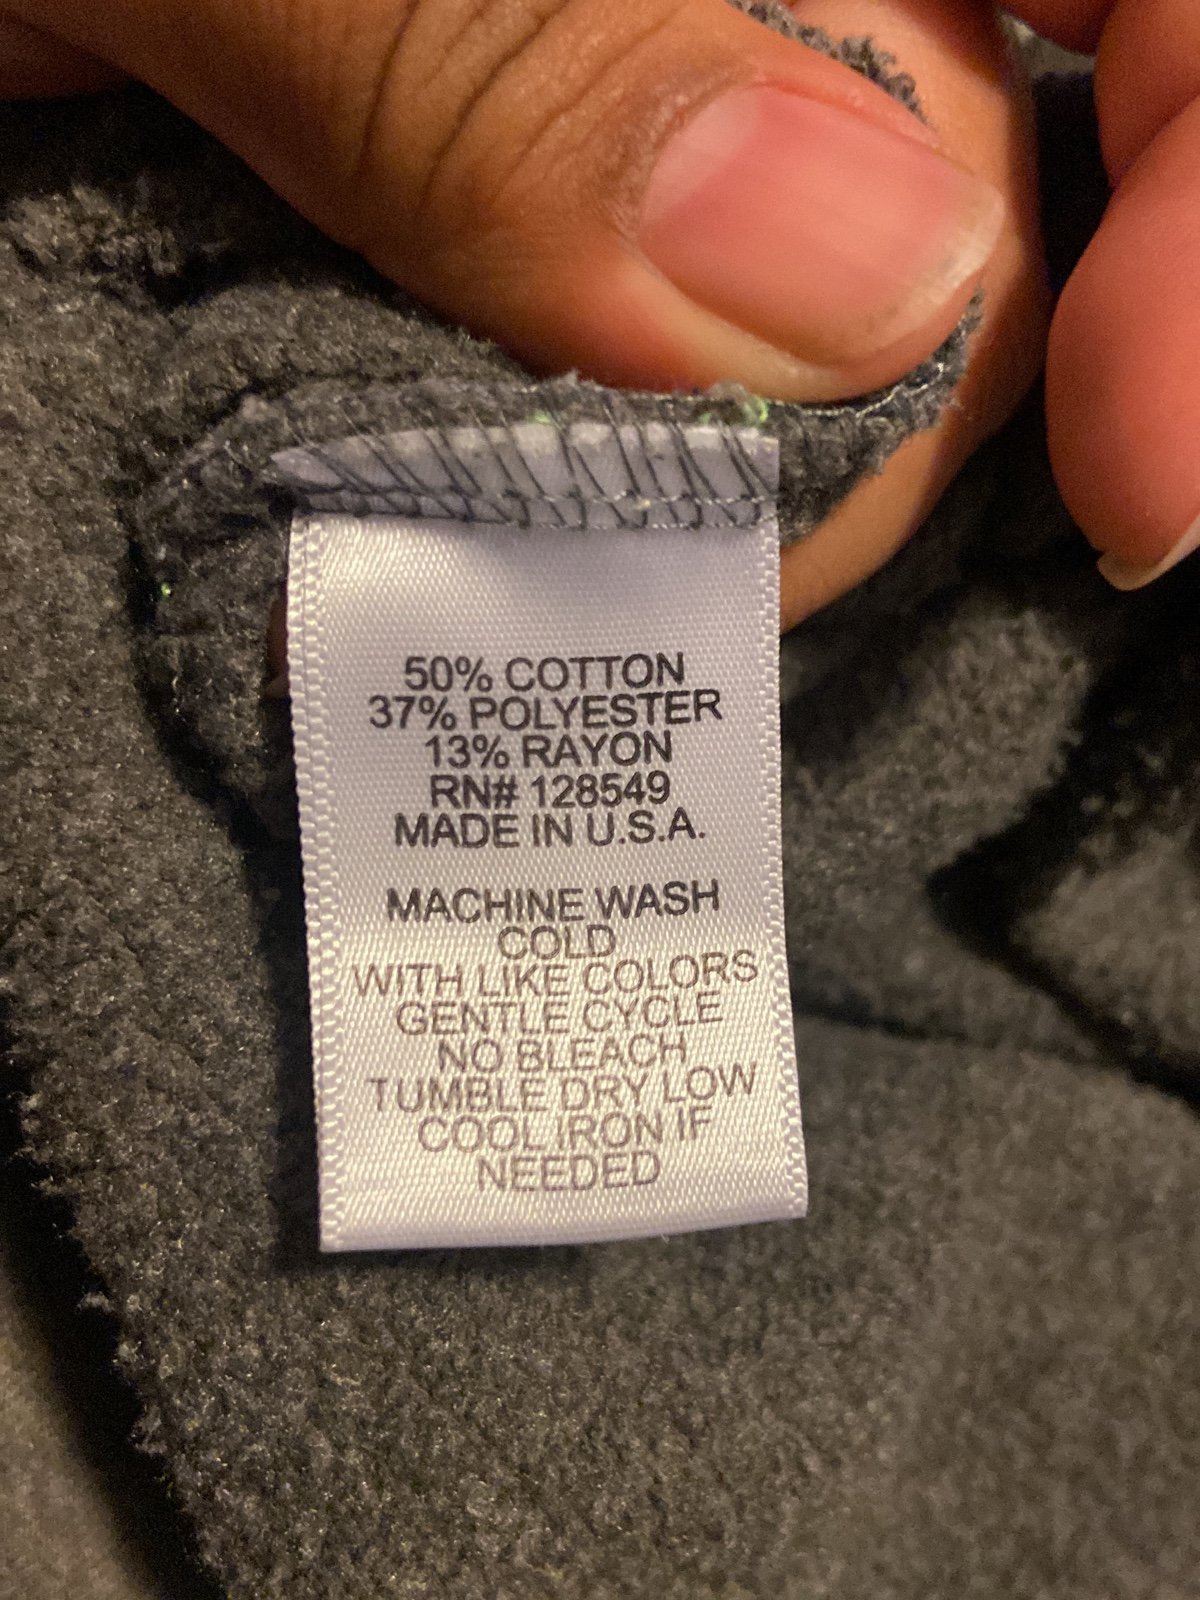 50% COTTON
37% POLYESTER
13% RAYON
RN# 128549
MADE IN U.S.A.
MACHINE WASH
COLD
WITH LIKE COLORS
GENTLE CYCLE
NO BLEACH
TUMBLE DRY LOW
COOL IRON IF
NEEDED